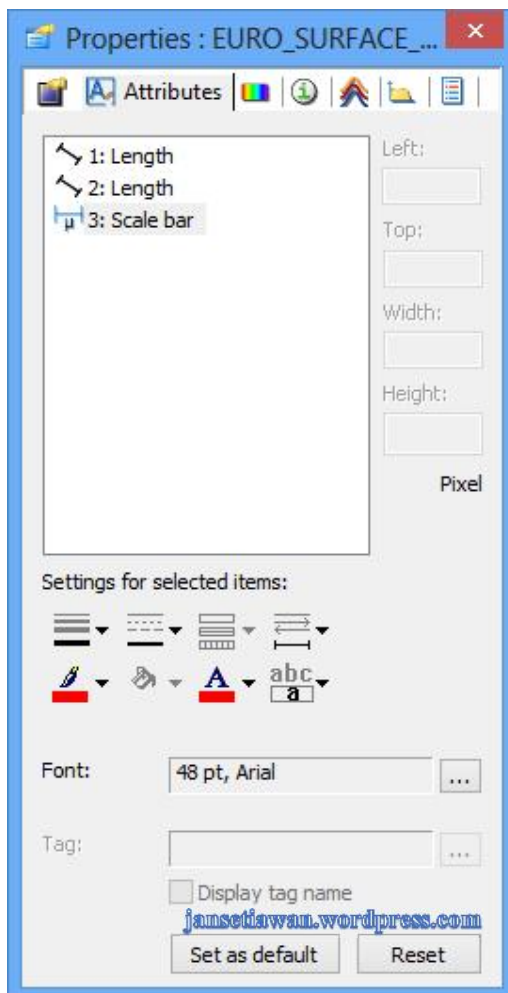 Properties : EURO_SURFACE_...
Attributes
1: Length
2: Length
µ 3: Scale bar
Left:
Top:
Width:
Height:
Pixel
Settings for selected items:
A
abc
a
Font:
48 pt, Arial
...
Tag:
...
Display tag name
jansetiawan.wordpress.com
Set as default
Reset